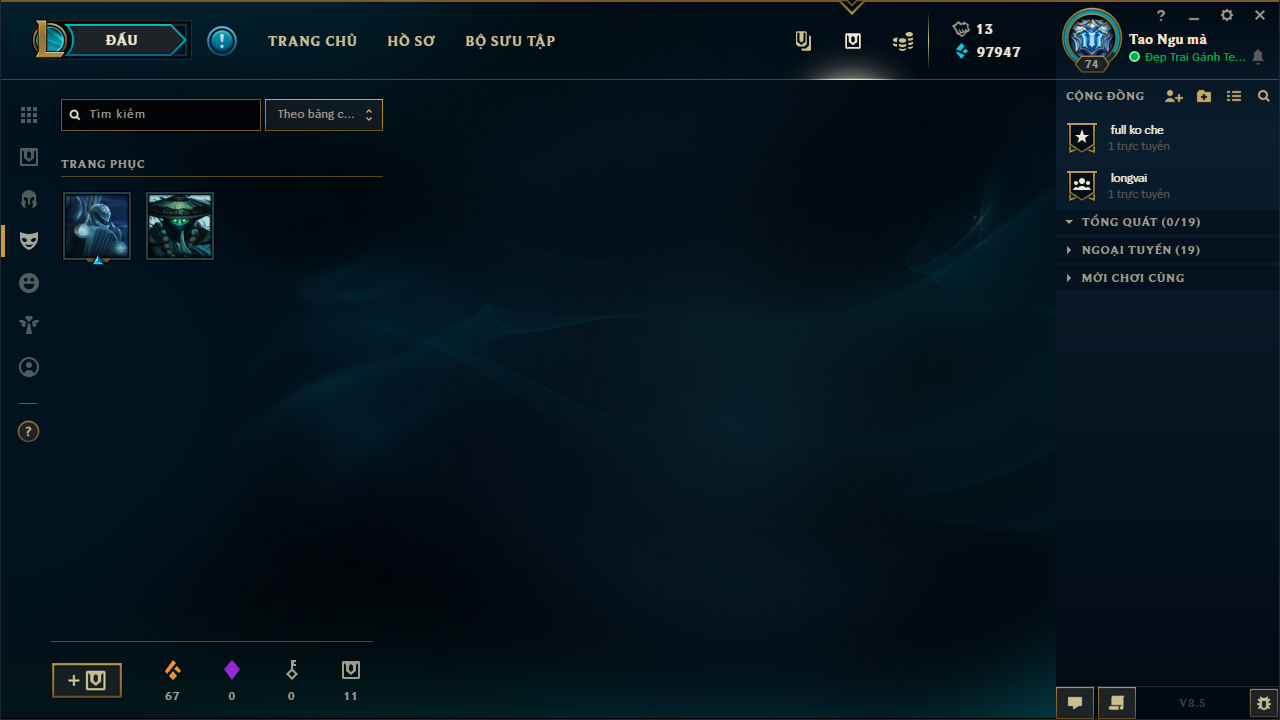 ĐẤU
TRANG CHỦ
HỒ SƠ
BỘ SƯU TẬP
13
97947
74
Tao Ngu mà
Đẹp Trai Gánh Te...
Tìm kiếm
Theo bảng c...
TRANG PHỤC
CỘNG ĐỒNG
full ko che
1 trực tuyến
longvai
1 trực tuyến
TỔNG QUÁT (0/19)
NGOẠI TUYẾN (19)
MỚI CHƠI CÙNG
67
0
0
11
V8.5